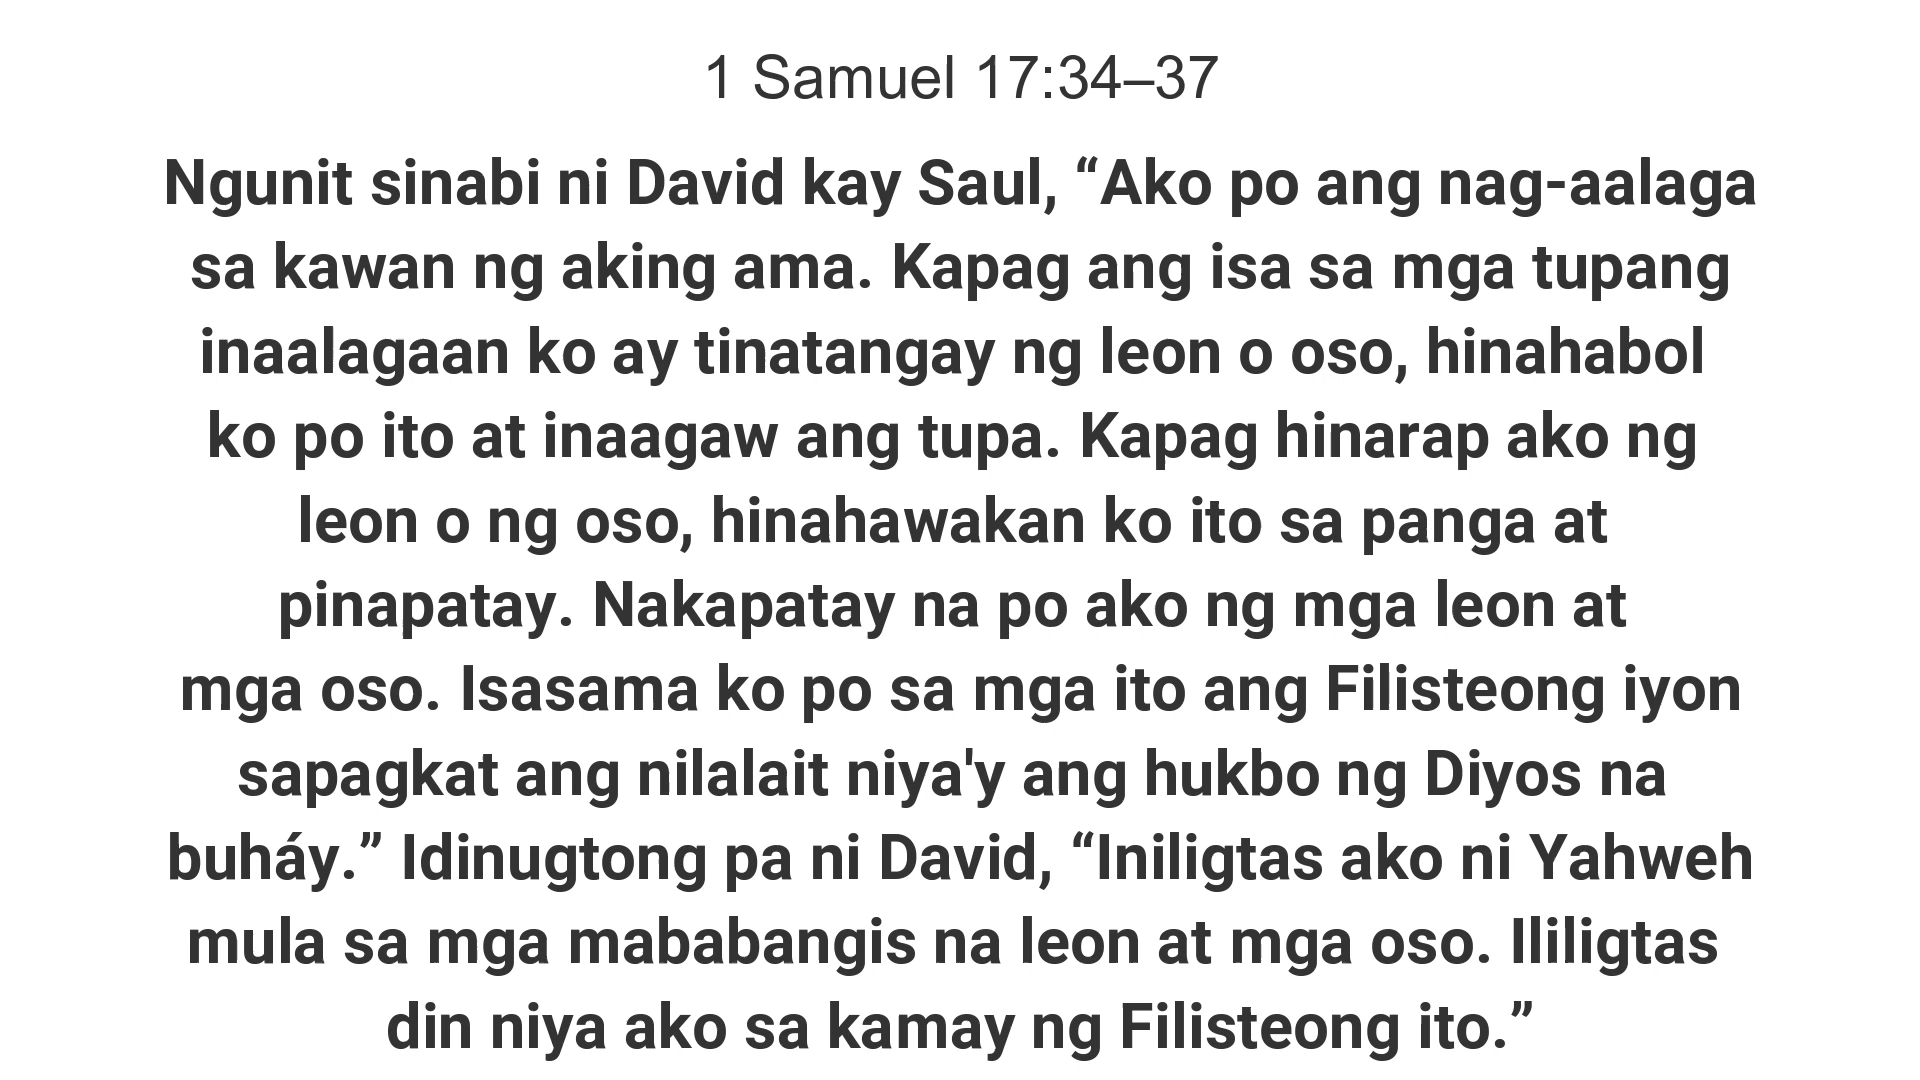 1 Samuel 17:34–37
Ngunit sinabi ni David kay Saul, “Ako po ang nag-aalaga
sa kawan ng aking ama. Kapag ang isa sa mga tupang
inaalagaan ko ay tinatangay ng leon o oso, hinahabol
ko po ito at inaagaw ang tupa. Kapag hinarap ako ng
leon o ng oso, hinahawakan ko ito sa panga at
pinapatay. Nakapatay na po ako ng mga leon at
mga oso. Isasama ko po sa mga ito ang Filisteong iyon
sapagkat ang nilalait niya'y ang hukbo ng Diyos na
buháy.” Idinugtong pa ni David, “Iniligtas ako ni Yahweh
mula sa mga mababangis na leon at mga oso. Ililigtas
din niya ako sa kamay ng Filisteong ito.”